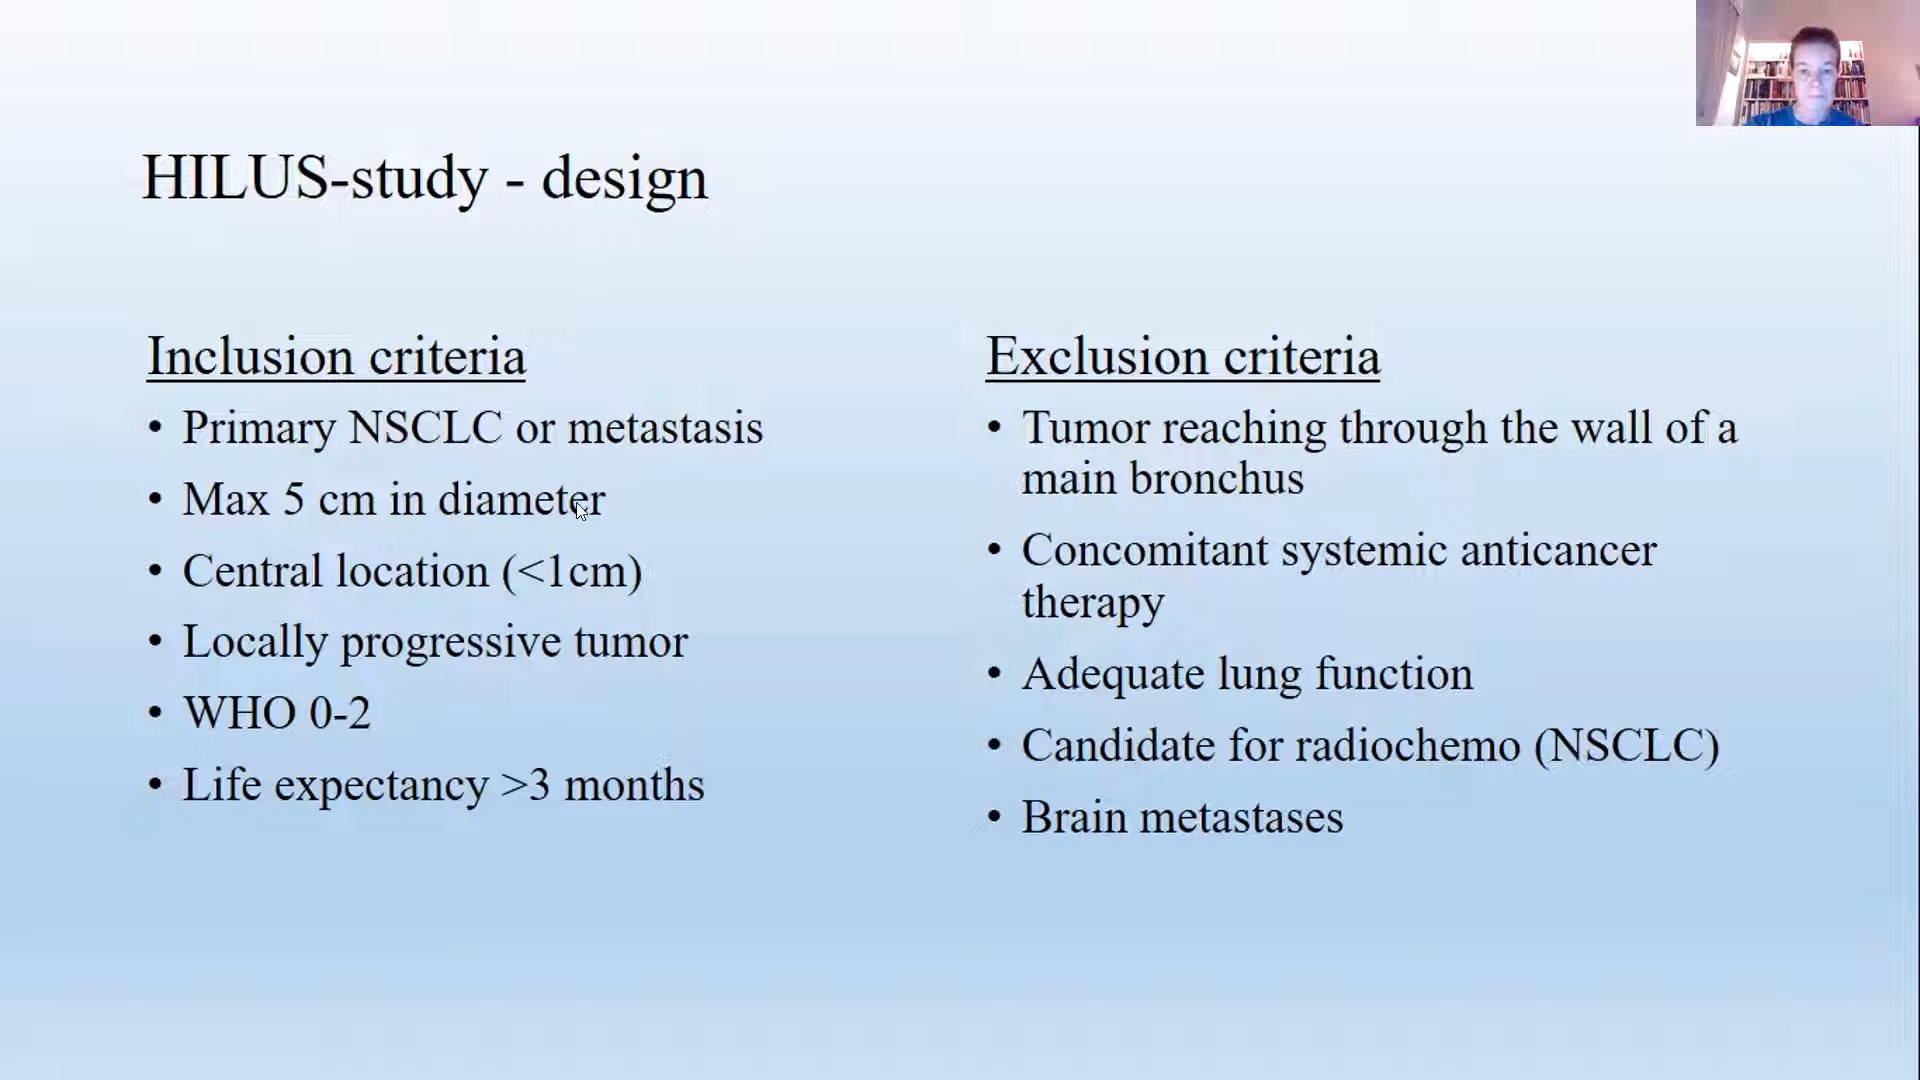 HILUS-study - design
Inclusion criteria
• Primary NSCLC or metastasis
• Max 5 cm in diameter
• Central location (<1cm)
• Locally progressive tumor
• WHO 0-2
• Life expectancy >3 months
Exclusion criteria
• Tumor reaching through the wall of a
main bronchus
• Concomitant systemic anticancer
therapy
• Adequate lung function
• Candidate for radiochemo (NSCLC)
• Brain metastases